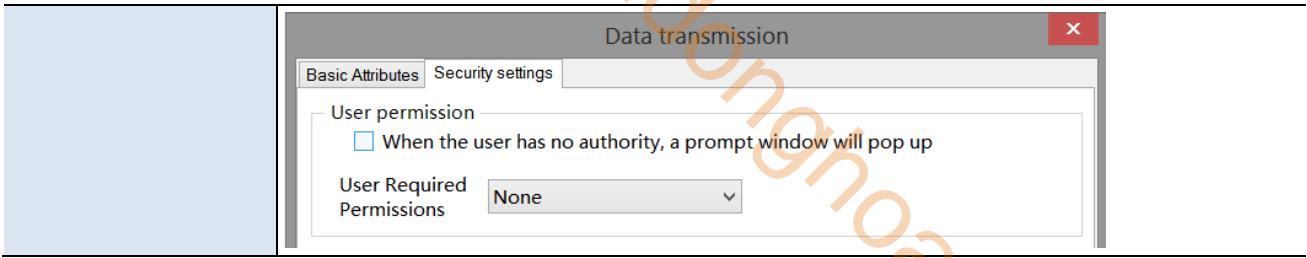 Data transmission
Basic Attributes Security settings
User permission
When the user has no authority, a prompt window will pop up
User Required
Permissions
None